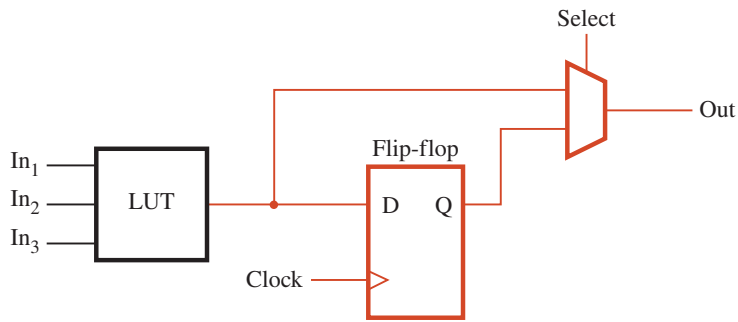 Select
Out
Flip-flop
In1
In2
In3
LUT
D
Q
Clock